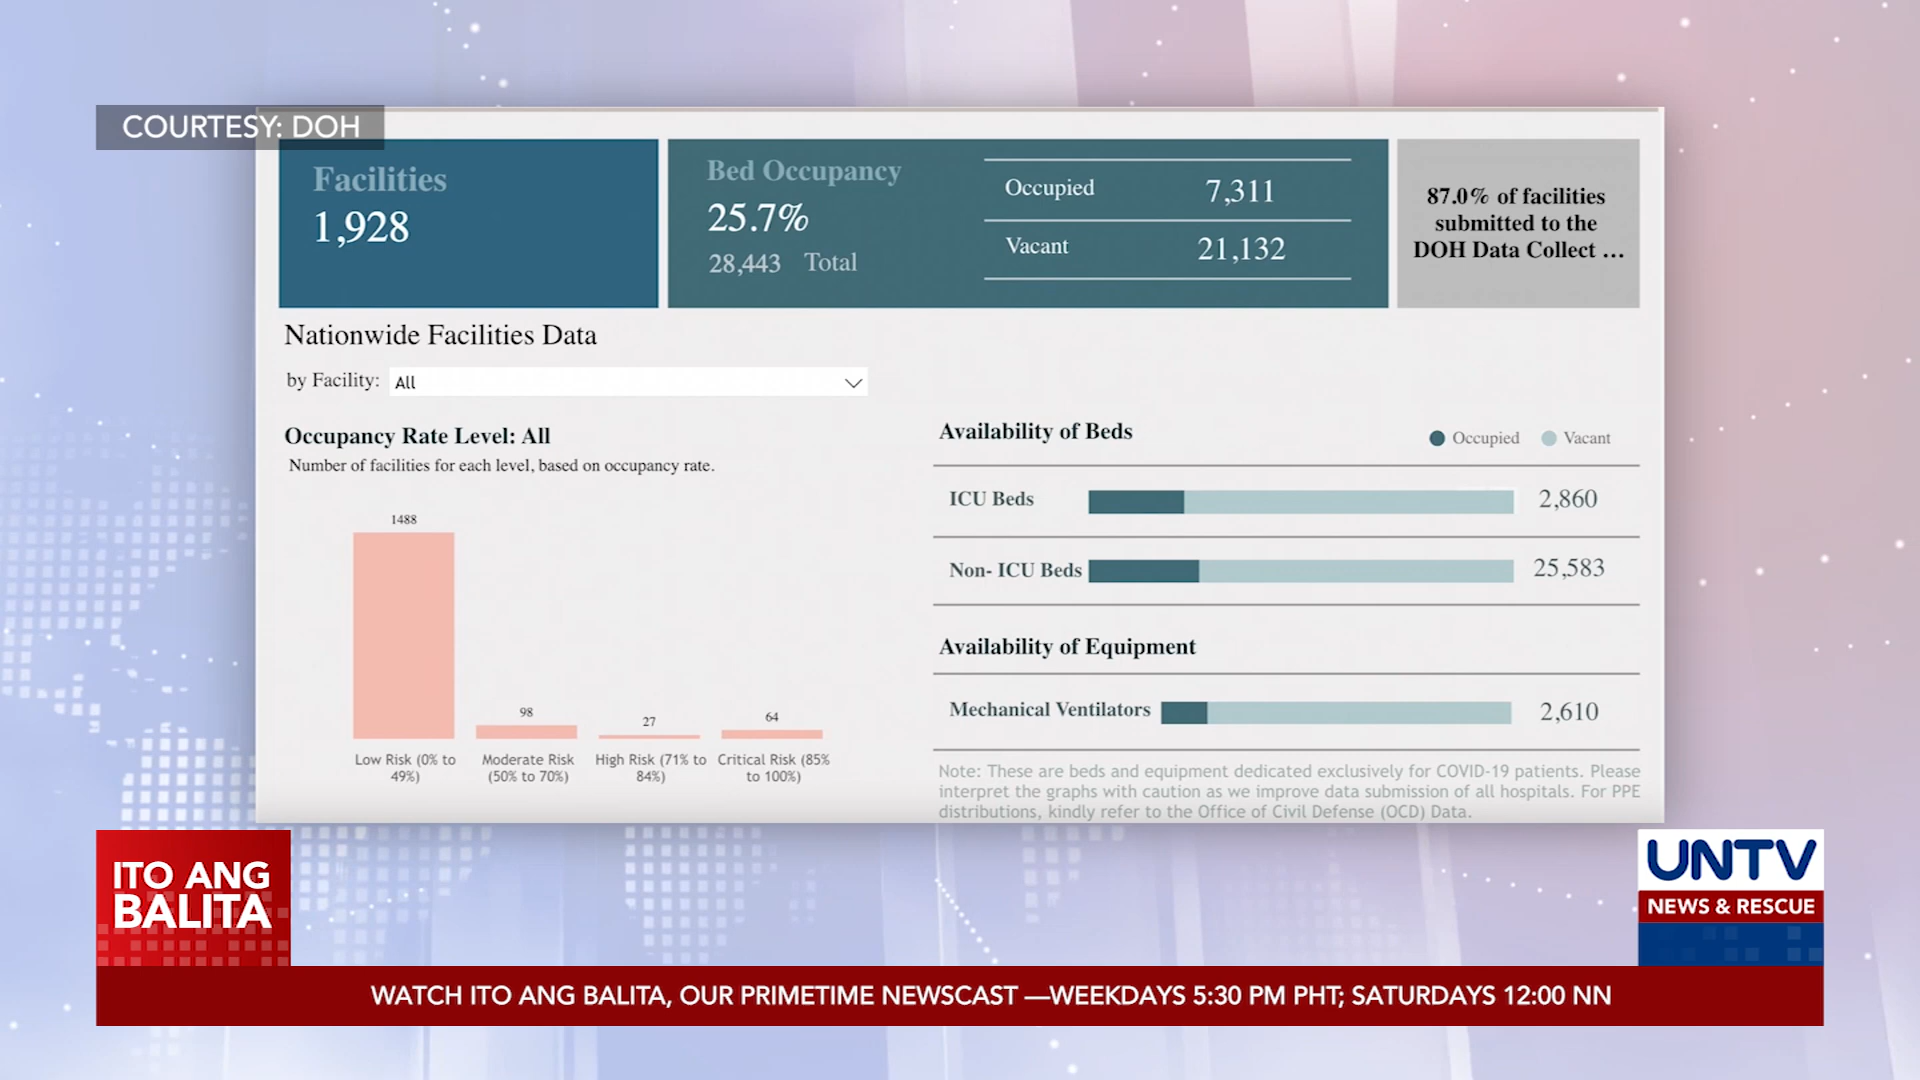 COURTESY: DOH
Facilities
1,928
Bed Occupancy
25.7%
28,443 Total
Occupied 7,311
Vacant 21,132
87.0% of facilities
submitted to the
DOH Data Collect ...
Nationwide Facilities Data
by Facility: All
Occupancy Rate Level: All
Number of facilities for each level, based on occupancy rate.
1488
98
27
64
Low Risk (0% to
49%)
Moderate Risk
(50% to 70%)
High Risk (71% to
84%)
Critical Risk (85%
to 100%)
Availability of Beds
Occupied Vacant
ICU Beds 2,860
Non- ICU Beds 25,583
Availability of Equipment
Mechanical Ventilators 2,610
Note: These are beds and equipment dedicated exclusively for COVID-19 patients. Please
interpret the graphs with caution as we improve data submission of all hospitals. For PPE
distributions, kindly refer to the Office of Civil Defense (OCD) Data.
ITO ANG
BALITA
UNTV
NEWS & RESCUE
WATCH ITO ANG BALITA, OUR PRIMETIME NEWSCAST —WEEKDAYS 5:30 PM PHT; SATURDAYS 12:00 NN